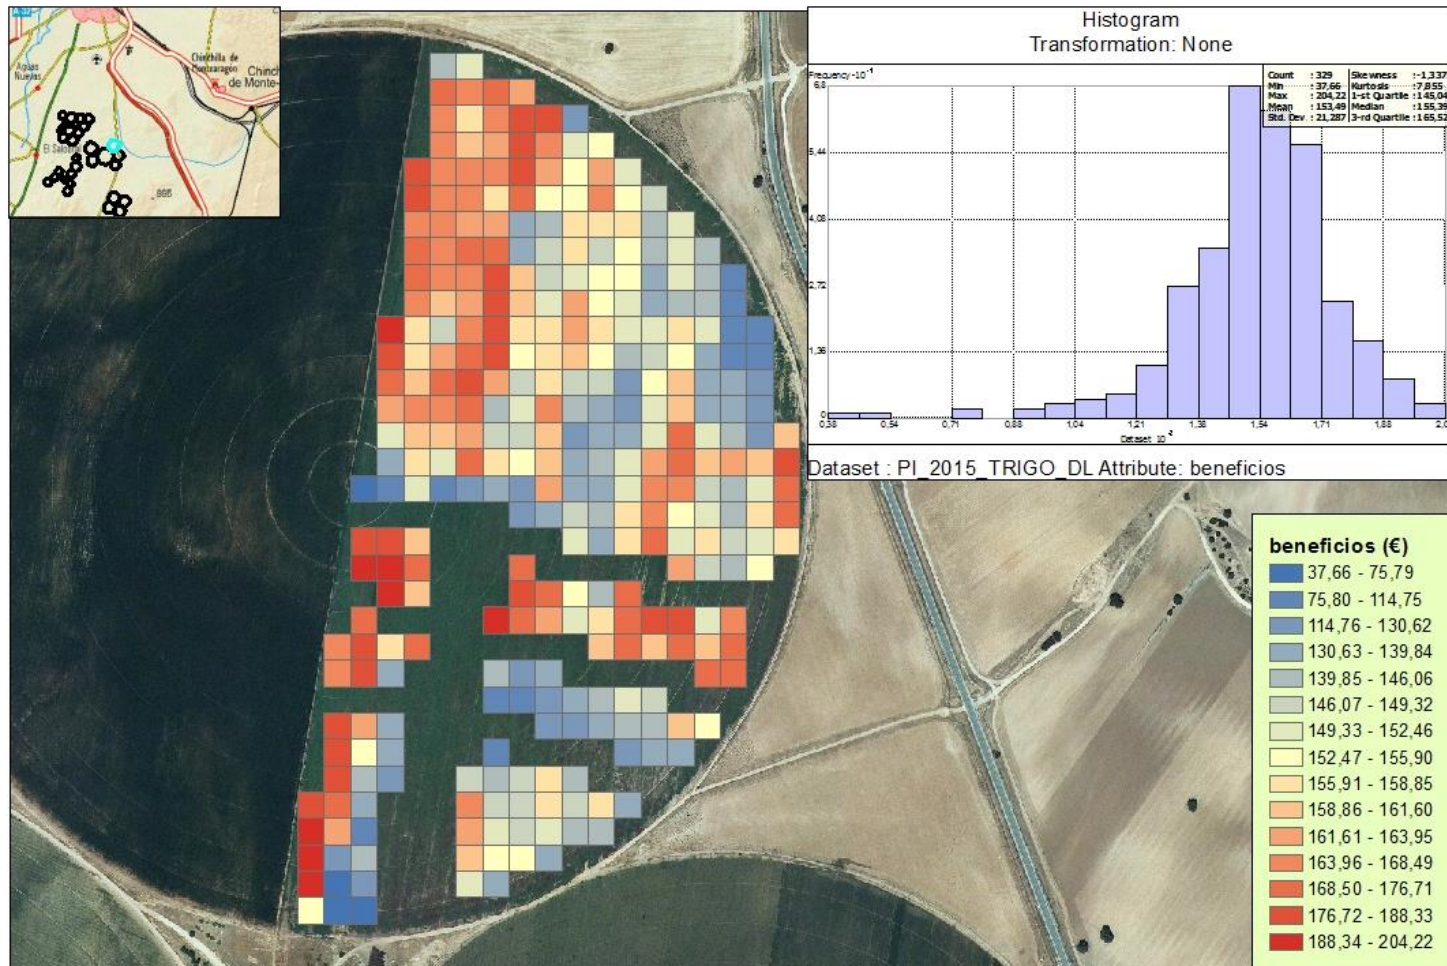 Aguas
Nuevas
Chinchilla de
Montearagón
Chinch
de Monte-
El Salobral
895
Histogram
Transformation: None
Frequency·10⁻¹
Count : 329 Skewness : -1,337
Min : 37,66 Kurtosis : 7,855
Max : 204,22 1-st Quartile : 145,04
Mean : 153,49 Median : 155,39
Std. Dev. : 21,287 3-rd Quartile : 165,52
6,8
5,44
4,08
2,72
1,36
0
0,38 0,54 0,71 0,88 1,04 1,21 1,38 1,54 1,71 1,88 2,0
Dataset 10⁻²
Dataset : PI_2015_TRIGO_DL Attribute: beneficios
beneficios (€)
37,66 - 75,79
75,80 - 114,75
114,76 - 130,62
130,63 - 139,84
139,85 - 146,06
146,07 - 149,32
149,33 - 152,46
152,47 - 155,90
155,91 - 158,85
158,86 - 161,60
161,61 - 163,95
163,96 - 168,49
168,50 - 176,71
176,72 - 188,33
188,34 - 204,22